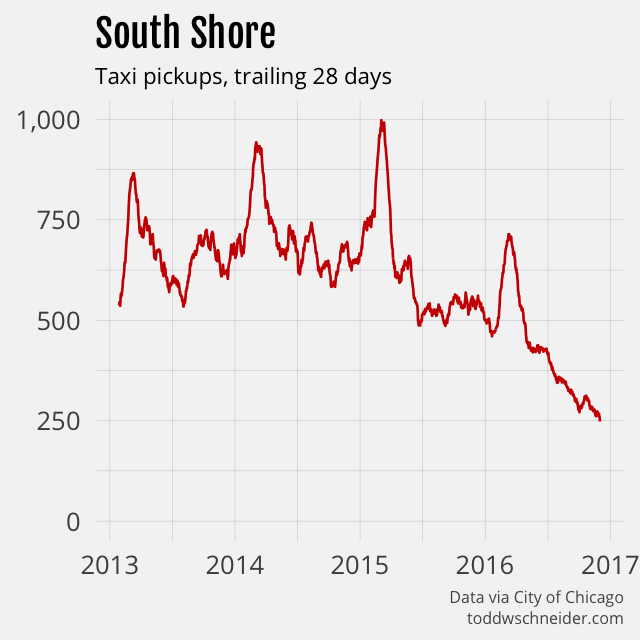 South Shore
Taxi pickups, trailing 28 days
1,000
750
500
250
0
2013 2014 2015 2016 2017
Data via City of Chicago
toddwschneider.com